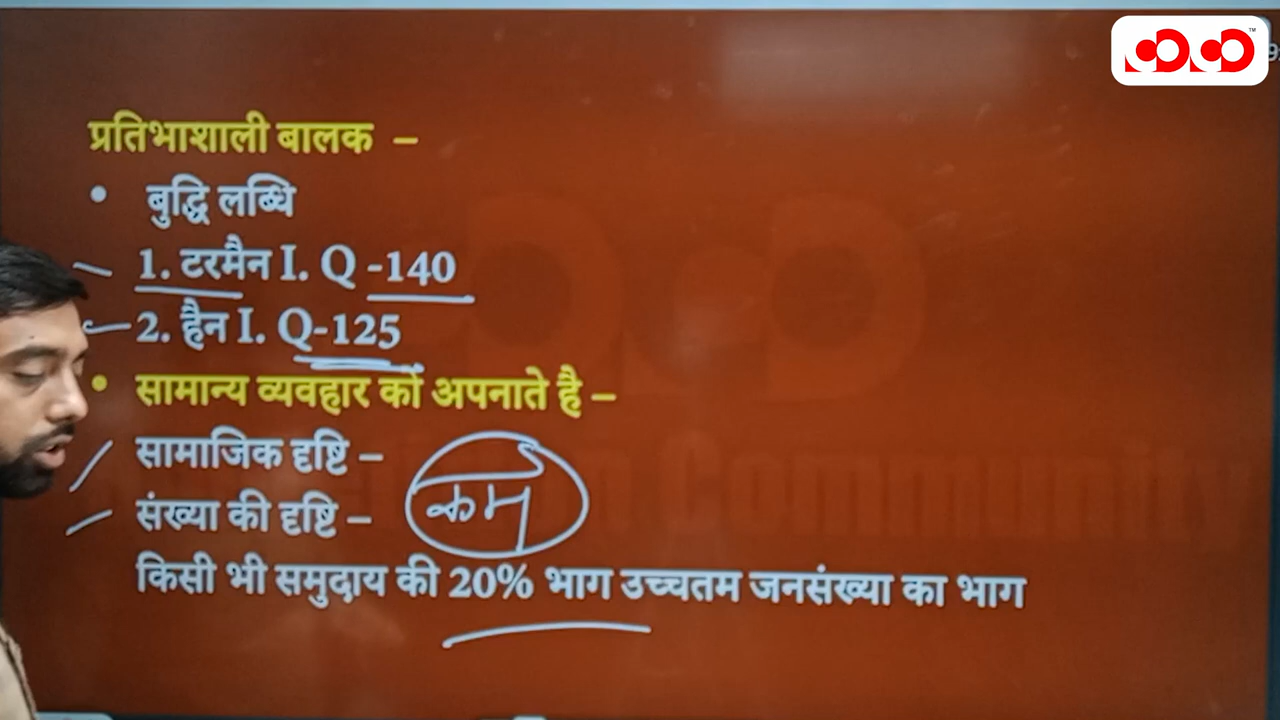 प्रतिभाशाली बालक –
• बुद्धि लब्धि
1. टरमैन I. Q -140
2. हैन I. Q-125
• सामान्य व्यवहार को अपनाते है –
सामाजिक दृष्टि –
संख्या की दृष्टि –
कम
किसी भी समुदाय की 20% भाग उच्चतम जनसंख्या का भाग